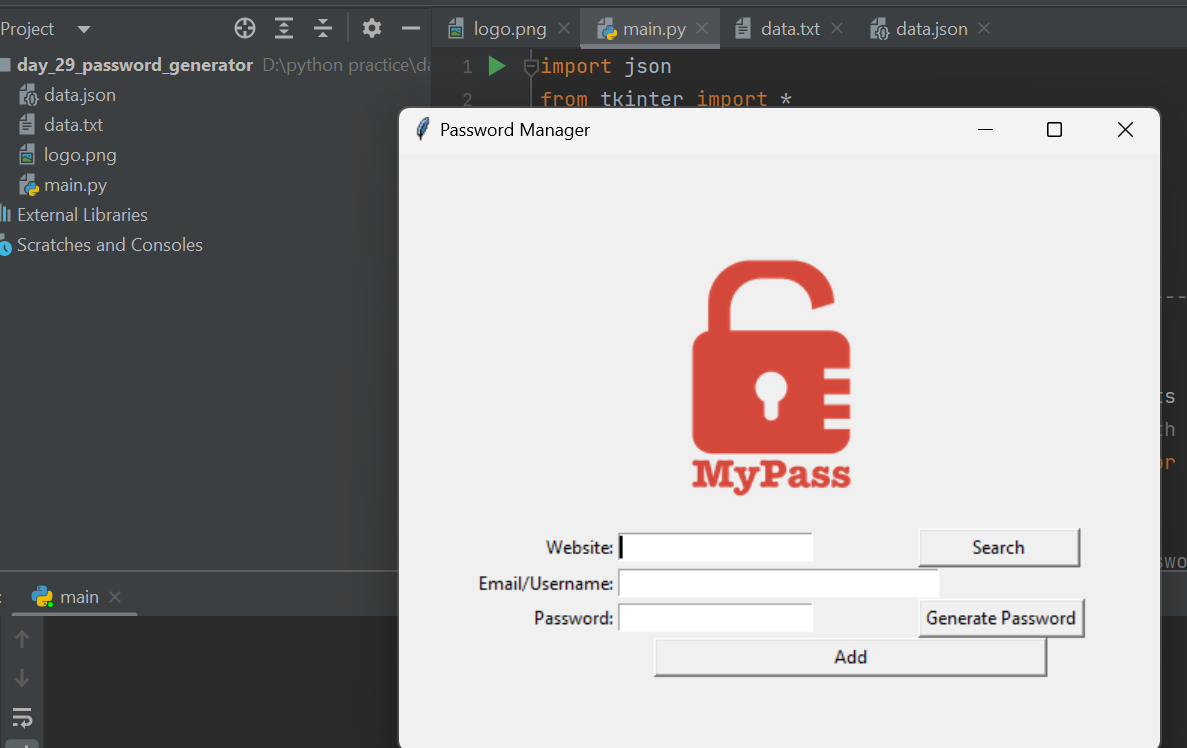 Project
logo.png
main.py
data.txt
data.json
day_29_password_generator D:\python practice\da
data.json
data.txt
logo.png
main.py
External Libraries
Scratches and Consoles
1 import json
2 from tkinter import *
Password Manager
MyPass
Website:
Search
Email/Username:
Password:
Generate Password
Add
main